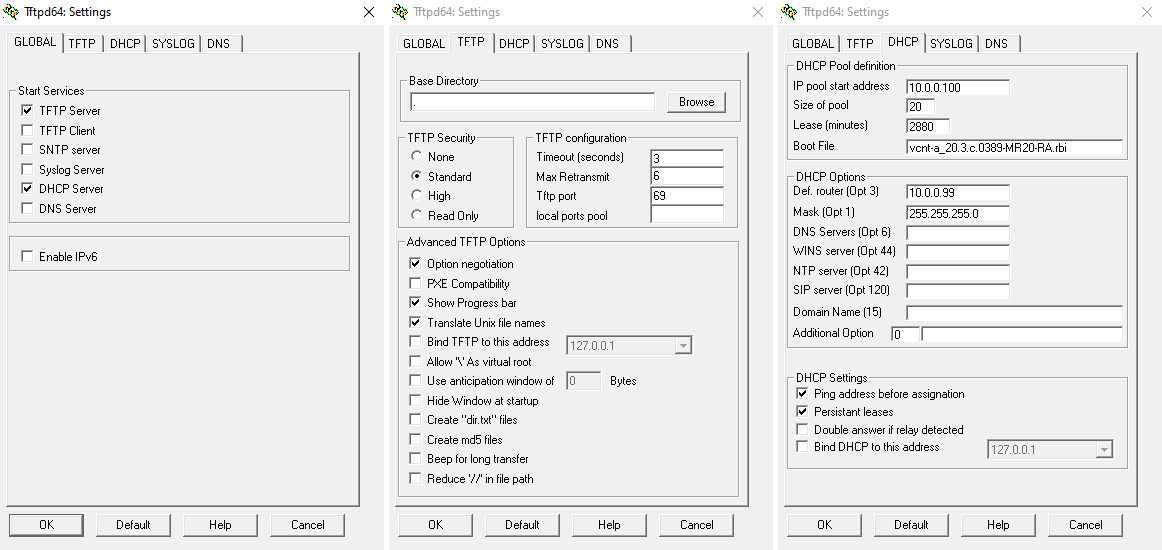 Tftpd64: Settings
GLOBAL TFTP DHCP SYSLOG DNS
Start Services
TFTP Server
TFTP Client
SNTP server
Syslog Server
DHCP Server
DNS Server
Enable IPv6
OK Default Help Cancel
Tftpd64: Settings
GLOBAL TFTP DHCP SYSLOG DNS
Base Directory
. Browse
TFTP Security
None
Standard
High
Read Only
TFTP configuration
Timeout (seconds) 3
Max Retransmit 6
Tftp port 69
local ports pool
Advanced TFTP Options
Option negotiation
PXE Compatibility
Show Progress bar
Translate Unix file names
Bind TFTP to this address 127.0.0.1
Allow '\' As virtual root
Use anticipation window of 0 Bytes
Hide Window at startup
Create "dir.txt" files
Create md5 files
Beep for long transfer
Reduce '//' in file path
OK Default Help Cancel
Tftpd64: Settings
GLOBAL TFTP DHCP SYSLOG DNS
DHCP Pool definition
IP pool start address 10.0.0.100
Size of pool 20
Lease (minutes) 2880
Boot File vcnt-a_20.3.c.0389-MR20-RA.rbi
DHCP Options
Def. router (Opt 3) 10.0.0.99
Mask (Opt 1) 255.255.255.0
DNS Servers (Opt 6)
WINS server (Opt 44)
NTP server (Opt 42)
SIP server (Opt 120)
Domain Name (15)
Additional Option 0
DHCP Settings
Ping address before assignation
Persistant leases
Double answer if relay detected
Bind DHCP to this address 127.0.0.1
OK Default Help Cancel